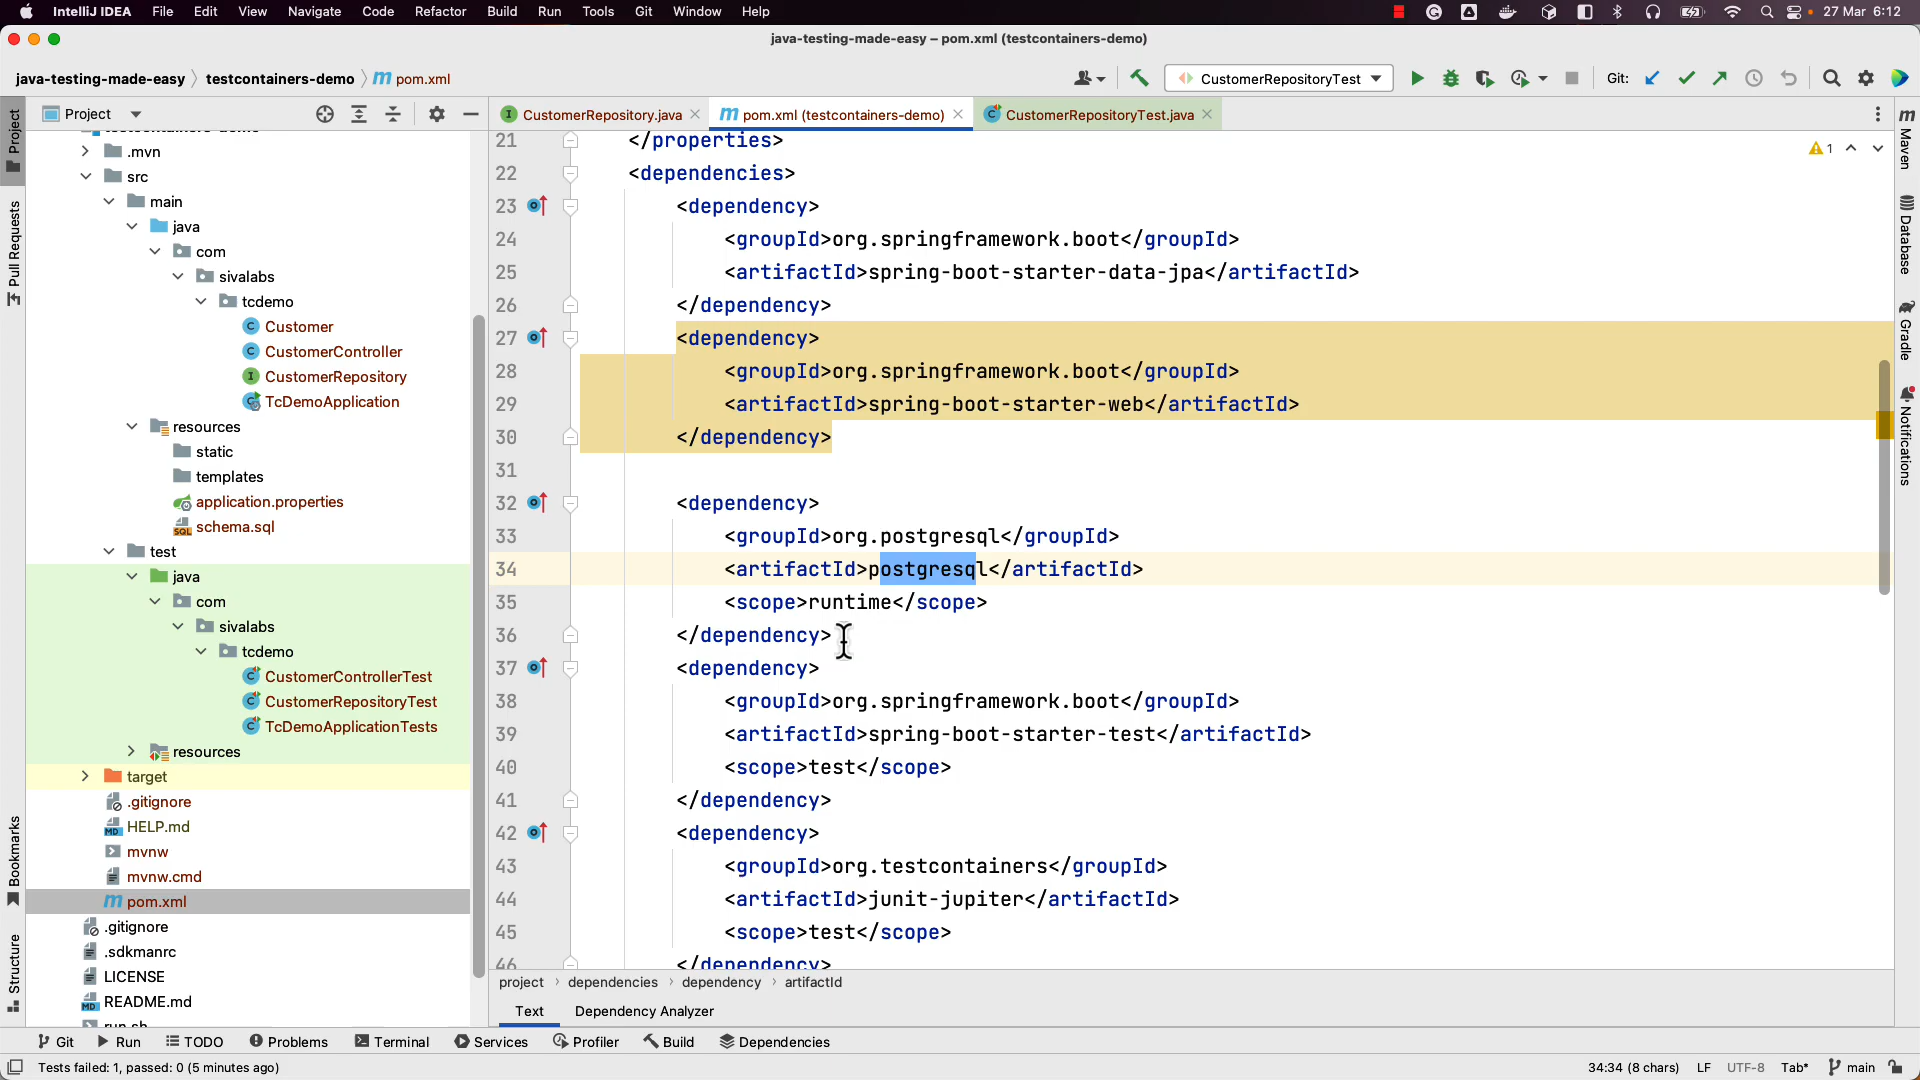 IntelliJ IDEA File Edit View Navigate Code Refactor Build Run Tools Git Window Help 27 Mar 6:12
java-testing-made-easy – pom.xml (testcontainers-demo)
java-testing-made-easy testcontainers-demo pom.xml CustomerRepositoryTest Git:
Project
CustomerRepository.java pom.xml (testcontainers-demo) CustomerRepositoryTest.java
.mvn
src
main
java
com
sivalabs
tcdemo
Customer
CustomerController
CustomerRepository
TcDemoApplication
resources
static
templates
application.properties
schema.sql
test
java
com
sivalabs
tcdemo
CustomerControllerTest
CustomerRepositoryTest
TcDemoApplicationTests
resources
target
.gitignore
HELP.md
mvnw
mvnw.cmd
pom.xml
.gitignore
.sdkmanrc
LICENSE
README.md
run.sh
Project
Pull Requests
Bookmarks
Structure
21 </properties>
22 <dependencies>
23 <dependency>
24 <groupId>org.springframework.boot</groupId>
25 <artifactId>spring-boot-starter-data-jpa</artifactId>
26 </dependency>
27 <dependency>
28 <groupId>org.springframework.boot</groupId>
29 <artifactId>spring-boot-starter-web</artifactId>
30 </dependency>
31
32 <dependency>
33 <groupId>org.postgresql</groupId>
34 <artifactId>postgresql</artifactId>
35 <scope>runtime</scope>
36 </dependency>
37 <dependency>
38 <groupId>org.springframework.boot</groupId>
39 <artifactId>spring-boot-starter-test</artifactId>
40 <scope>test</scope>
41 </dependency>
42 <dependency>
43 <groupId>org.testcontainers</groupId>
44 <artifactId>junit-jupiter</artifactId>
45 <scope>test</scope>
46 </dependency>
1
Maven
Database
Gradle
Notifications
project dependencies dependency artifactId
Text Dependency Analyzer
Git Run TODO Problems Terminal Services Profiler Build Dependencies
Tests failed: 1, passed: 0 (5 minutes ago) 34:34 (8 chars) LF UTF-8 Tab* main